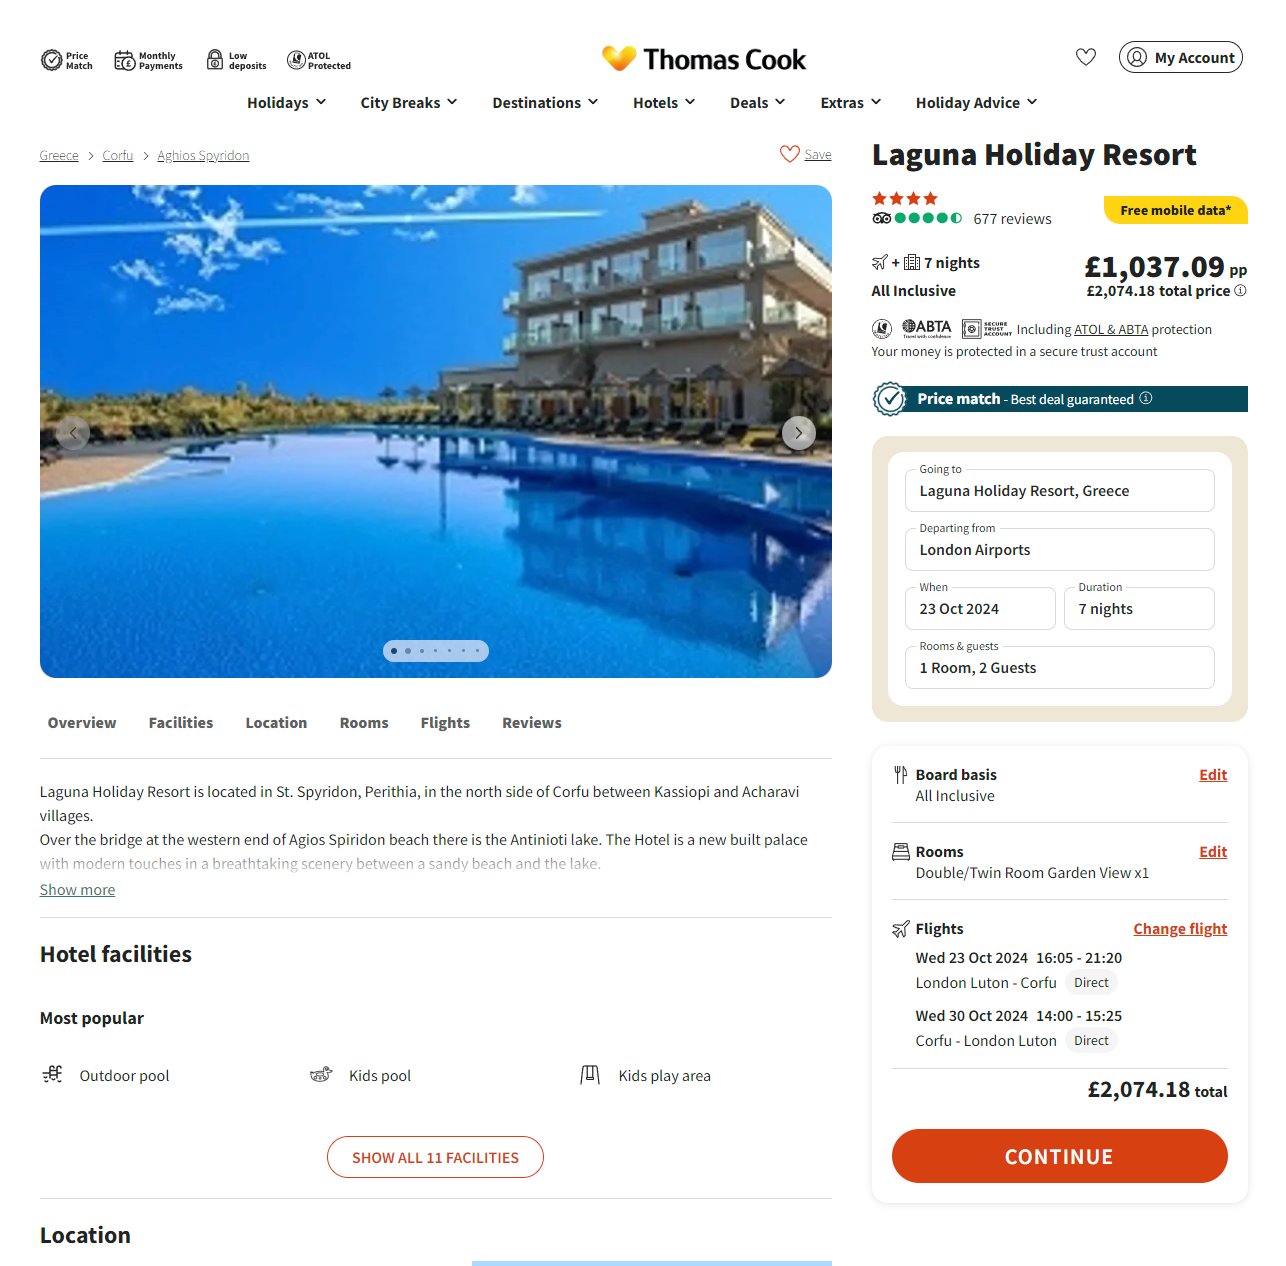 Price Match
Monthly Payments
Low deposits
ATOL Protected
Thomas Cook
My Account
Holidays
City Breaks
Destinations
Hotels
Deals
Extras
Holiday Advice
Greece > Corfu > Aghios Spyridon
Save
Laguna Holiday Resort
677 reviews
Free mobile data*
+ 7 nights
£1,037.09 pp
All Inclusive
£2,074.18 total price
ABTA
Travel with confidence
SECURE TRUST ACCOUNT
Including ATOL & ABTA protection
Your money is protected in a secure trust account
Price match - Best deal guaranteed
Going to
Laguna Holiday Resort, Greece
Departing from
London Airports
When
23 Oct 2024
Duration
7 nights
Rooms & guests
1 Room, 2 Guests
Overview
Facilities
Location
Rooms
Flights
Reviews
Laguna Holiday Resort is located in St. Spyridon, Perithia, in the north side of Corfu between Kassiopi and Acharavi
villages.
Over the bridge at the western end of Agios Spiridon beach there is the Antinioti lake. The Hotel is a new built palace
with modern touches in a breathtaking scenery between a sandy beach and the lake.
Show more
Hotel facilities
Most popular
Outdoor pool
Kids pool
Kids play area
SHOW ALL 11 FACILITIES
Location
Board basis
Edit
All Inclusive
Rooms
Edit
Double/Twin Room Garden View x1
Flights
Change flight
Wed 23 Oct 2024 16:05 - 21:20
London Luton - Corfu Direct
Wed 30 Oct 2024 14:00 - 15:25
Corfu - London Luton Direct
£2,074.18 total
CONTINUE